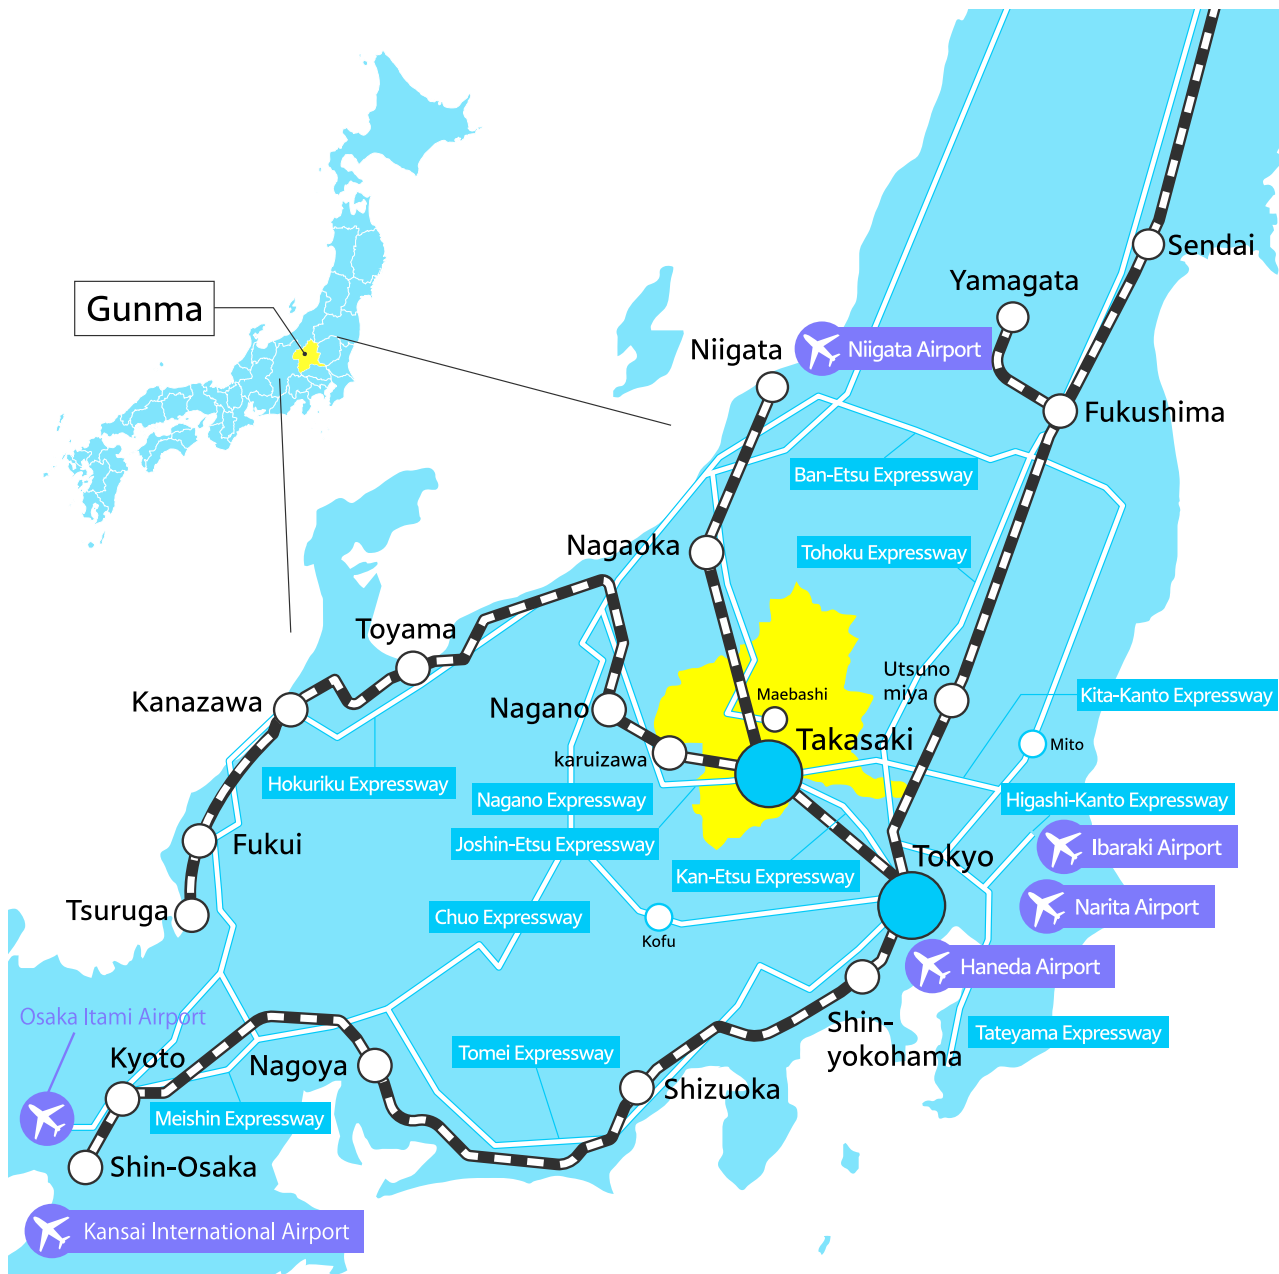 Sendai
Yamagata
Gunma
Niigata
Niigata Airport
Fukushima
Ban-Etsu Expressway
Nagaoka
Tohoku Expressway
Toyama
Utsuno
miya
Kanazawa
Nagano
Maebashi
Kita-Kanto Expressway
Takasaki
Mito
karuizawa
Hokuriku Expressway
Nagano Expressway
Higashi-Kanto Expressway
Fukui
Joshin-Etsu Expressway
Ibaraki Airport
Tokyo
Kan-Etsu Expressway
Tsuruga
Chuo Expressway
Narita Airport
Kofu
Haneda Airport
Osaka Itami Airport
Shin-
yokohama
Tateyama Expressway
Kyoto
Nagoya
Tomei Expressway
Shizuoka
Meishin Expressway
Shin-Osaka
Kansai International Airport